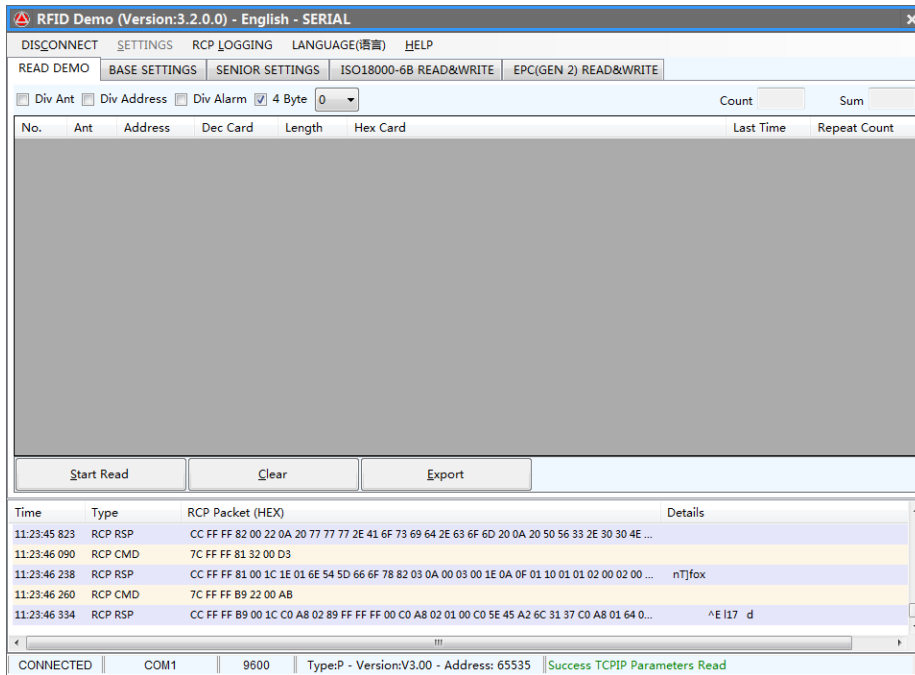 RFID Demo (Version:3.2.0.0) - English - SERIAL
DISCONNECT SETTINGS RCP LOGGING LANGUAGE(语言) HELP
READ DEMO BASE SETTINGS SENIOR SETTINGS ISO18000-6B READ&WRITE EPC(GEN 2) READ&WRITE
Div Ant Div Address Div Alarm 4 Byte 0 Count Sum
No. Ant Address Dec Card Length Hex Card Last Time Repeat Count
Start Read Clear Export
Time Type RCP Packet (HEX) Details
11:23:45 823 RCP RSP CC FF FF 82 00 22 0A 20 77 77 77 2E 41 6F 73 69 64 2E 63 6F 6D 20 0A 20 50 56 33 2E 30 30 4E ...
11:23:46 090 RCP CMD 7C FF FF 81 32 00 D3
11:23:46 238 RCP RSP CC FF FF 81 00 1C 1E 01 6E 54 5D 66 6F 78 82 03 0A 00 03 00 1E 0A 0F 01 10 01 01 02 00 02 00 ... nT]fox
11:23:46 260 RCP CMD 7C FF FF B9 22 00 AB
11:23:46 334 RCP RSP CC FF FF B9 00 1C C0 A8 02 89 FF FF FF 00 C0 A8 02 01 00 C0 5E 45 A2 6C 31 37 C0 A8 01 64 0... ^E l17 d
CONNECTED COM1 9600 Type:P - Version:V3.00 - Address: 65535 Success TCPIP Parameters Read